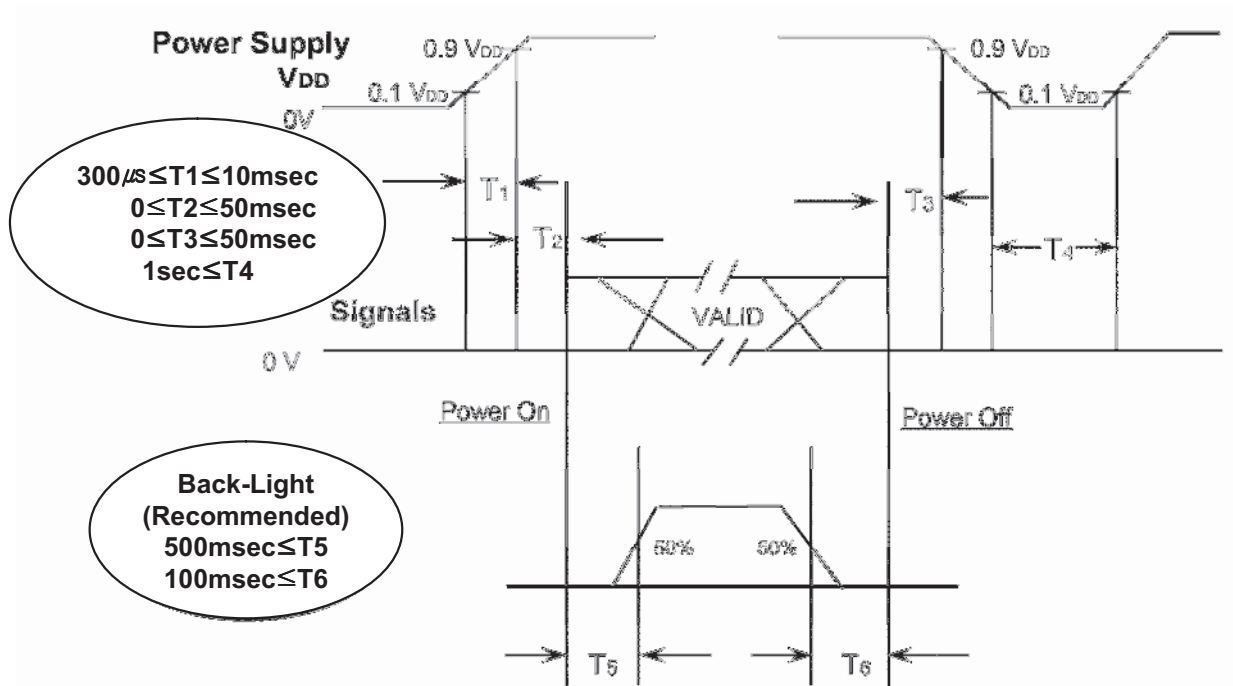 Power Supply
VDD
0.9 VDD
0.9 VDD
0.1 VDD
0.1 VDD
0V
300㎲≤T1≤10msec
0≤T2≤50msec
0≤T3≤50msec
1sec≤T4
T1
T3
T2
T4
Signals
VALID
0 V
Power On
Power Off
Back-Light
(Recommended)
500msec≤T5
100msec≤T6
50%
50%
T5
T6